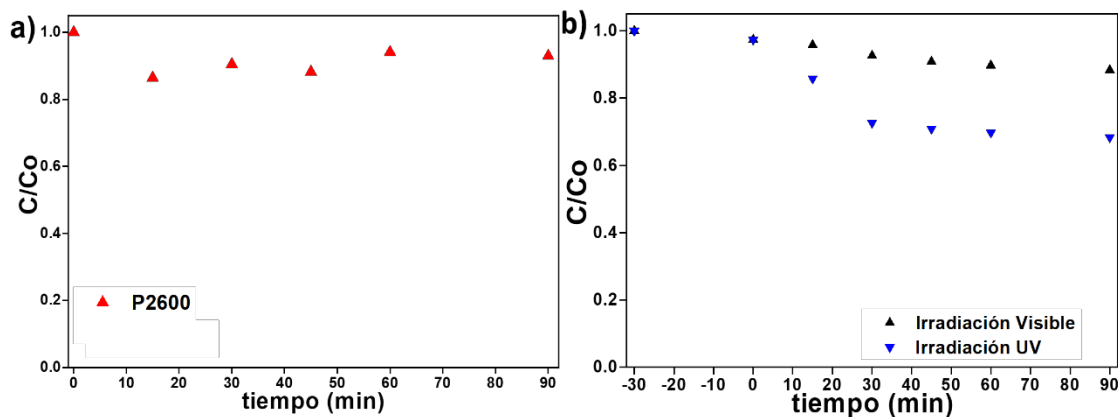 a)
1.0
0.8
0.6
0.4
0.2
0.0
C/Co
P2600
0 10 20 30 40 50 60 70 80 90
tiempo (min)
b)
1.0
0.8
0.6
0.4
0.2
0.0
C/Co
Irradiación Visible
Irradiación UV
-30 -20 -10 0 10 20 30 40 50 60 70 80 90
tiempo (min)